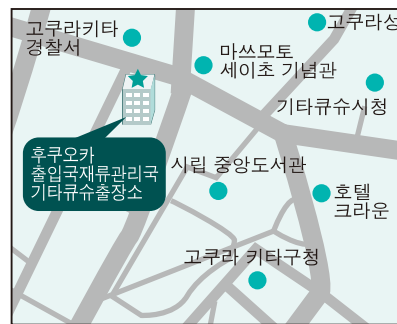 고쿠라키타
경찰서
고쿠라성
마쓰모토
세이초 기념관
기타큐슈시청
후쿠오카
출입국재류관리국
기타큐슈출장소
시립 중앙도서관
호텔
크라운
고쿠라 키타구청